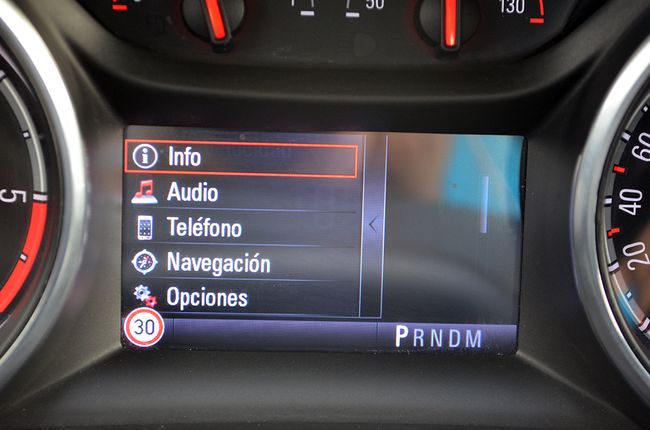 50
130
5
Info
Audio
Teléfono
Navegación
Opciones
30
PRNDM
60
40
20